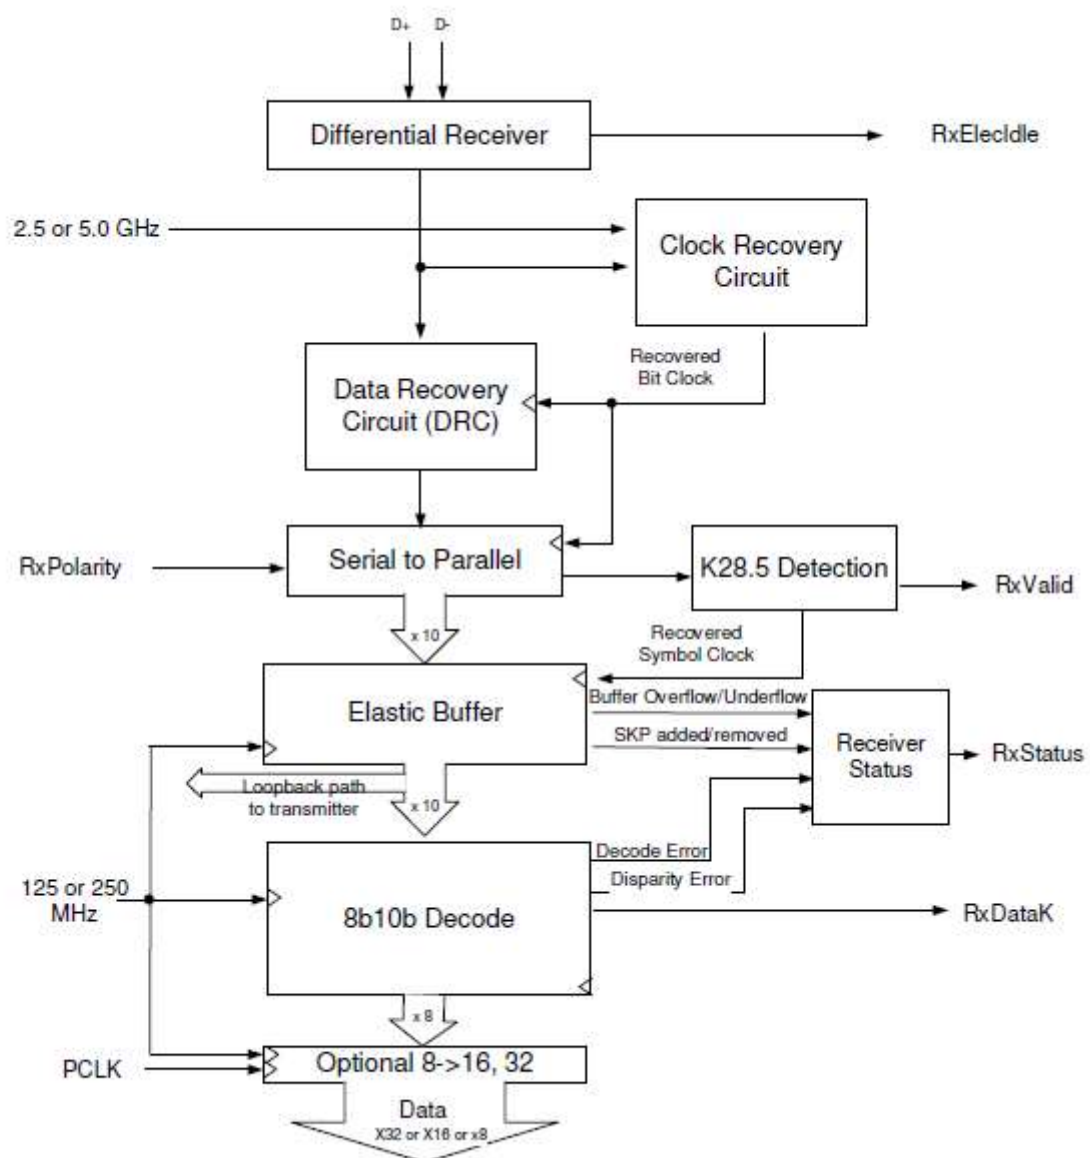 D+ D-
Differential Receiver
RxElecIdle
2.5 or 5.0 GHz
Clock Recovery
Circuit
Recovered
Bit Clock
Data Recovery
Circuit (DRC)
RxPolarity
Serial to Parallel
K28.5 Detection
RxValid
x 10
Recovered
Symbol Clock
Elastic Buffer
Buffer Overflow/Underflow
SKP added/removed
Receiver
Status
RxStatus
Loopback path
to transmitter
x 10
125 or 250
MHz
8b10b Decode
Decode Error
Disparity Error
RxDataK
x 8
PCLK
Optional 8->16, 32
Data
X32 or X16 or x8